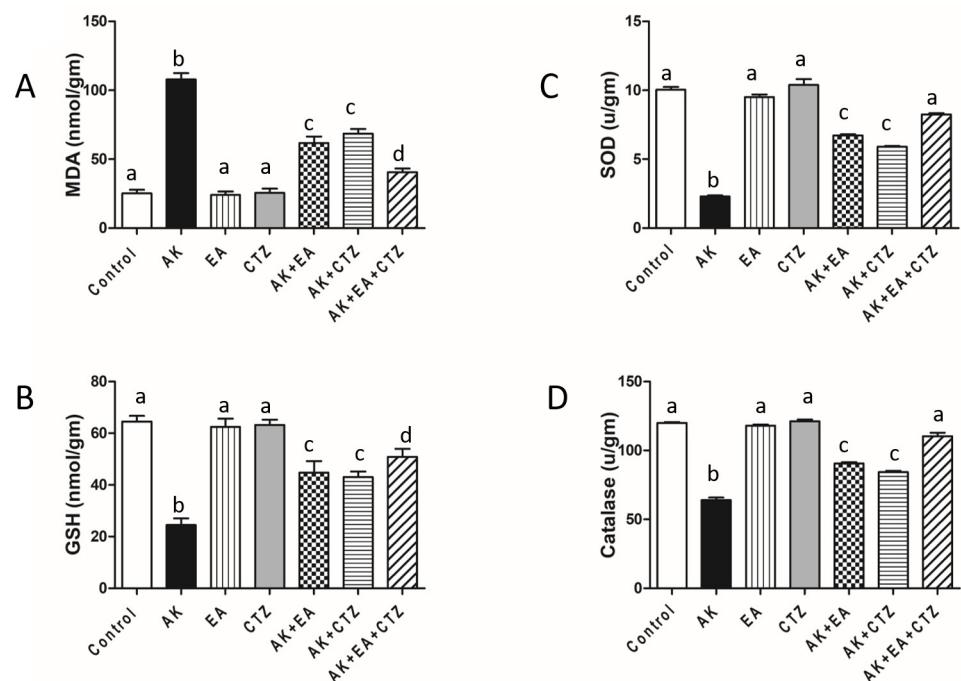 A
MDA (nmol/gm)
150
100
50
0
a
b
a
a
c
c
d
Control
AK
EA
CTZ
AK+EA
AK+CTZ
AK+EA+CTZ
C
SOD (u/gm)
15
10
5
0
a
b
a
a
c
c
a
Control
AK
EA
CTZ
AK+EA
AK+CTZ
AK+EA+CTZ
B
GSH (nmol/gm)
80
60
40
20
0
a
b
a
a
c
c
d
Control
AK
EA
CTZ
AK+EA
AK+CTZ
AK+EA+CTZ
D
Catalase (u/gm)
150
100
50
0
a
b
a
a
c
c
a
Control
AK
EA
CTZ
AK+EA
AK+CTZ
AK+EA+CTZ